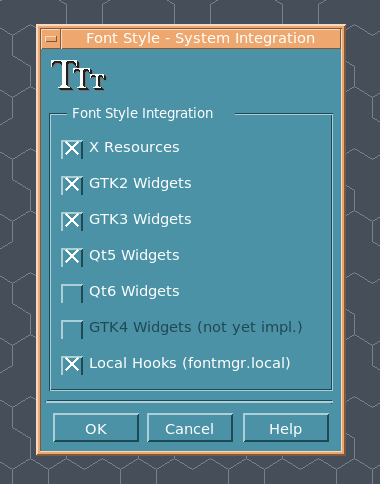 Font Style - System Integration
TTT
Font Style Integration
X Resources
GTK2 Widgets
GTK3 Widgets
Qt5 Widgets
Qt6 Widgets
GTK4 Widgets (not yet impl.)
Local Hooks (fontmgr.local)
OK
Cancel
Help